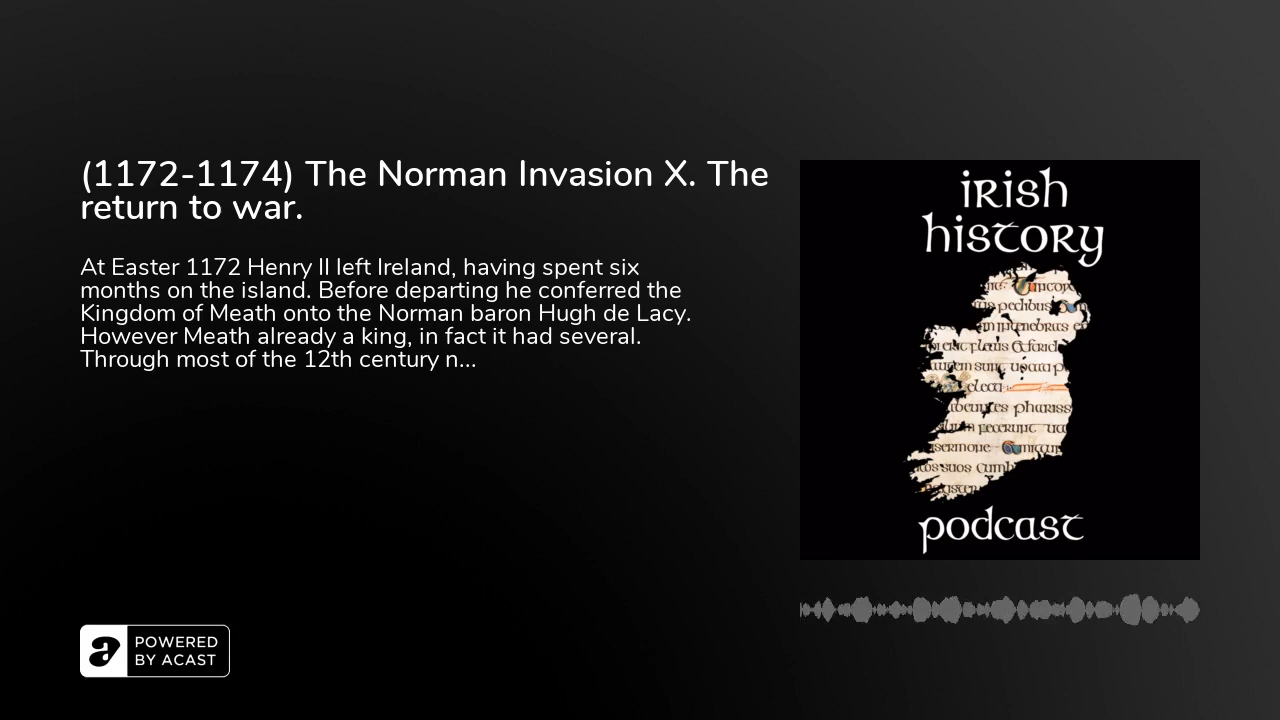 (1172-1174) The Norman Invasion X. The
return to war.
At Easter 1172 Henry II left Ireland, having spent six
months on the island. Before departing he conferred the
Kingdom of Meath onto the Norman baron Hugh de Lacy.
However Meath already a king, in fact it had several.
Through most of the 12th century n...
irish
history
podcast
POWERED
BY ACAST